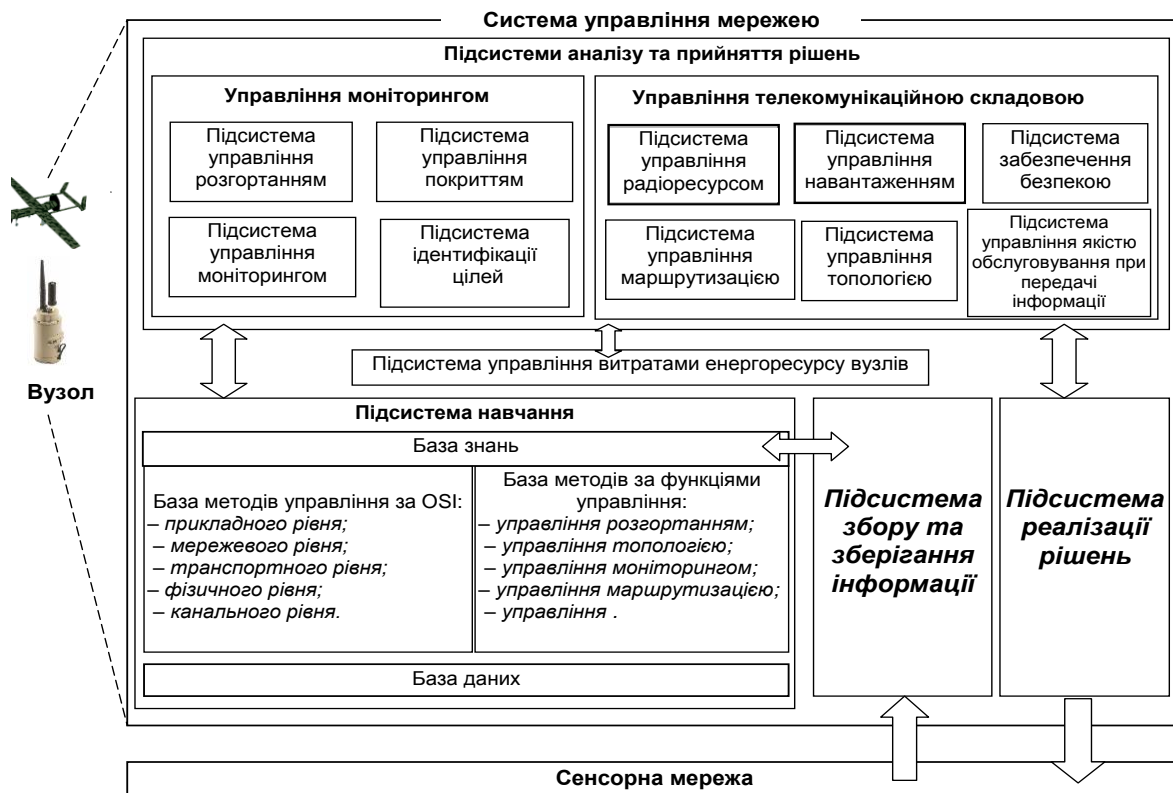 Система управління мережею
Підсистеми аналізу та прийняття рішень
Управління моніторингом
Підсистема
управління
розгортанням
Підсистема
управління
покриттям
Підсистема
управління
моніторингом
Підсистема
ідентифікації
цілей
Управління телекомунікаційною складовою
Підсистема
управління
радіоресурсом
Підсистема
управління
навантаженням
Підсистема
забезпечення
безпекою
Підсистема
управління
маршрутизацією
Підсистема
управління
топологією
Підсистема
управління якістю
обслуговування при
передачі
інформації
Вузол
Підсистема управління витратами енергоресурсу вузлів
Підсистема навчання
База знань
База методів управління за OSI:
– прикладного рівня;
– мережевого рівня;
– транспортного рівня;
– фізичного рівня;
– канального рівня.
База методів за функціями
управління:
– управління розгортанням;
– управління топологією;
– управління моніторингом;
– управління маршрутизацією;
– управління .
База даних
Підсистема
збору та
зберігання
інформації
Підсистема
реалізації
рішень
Сенсорна мережа